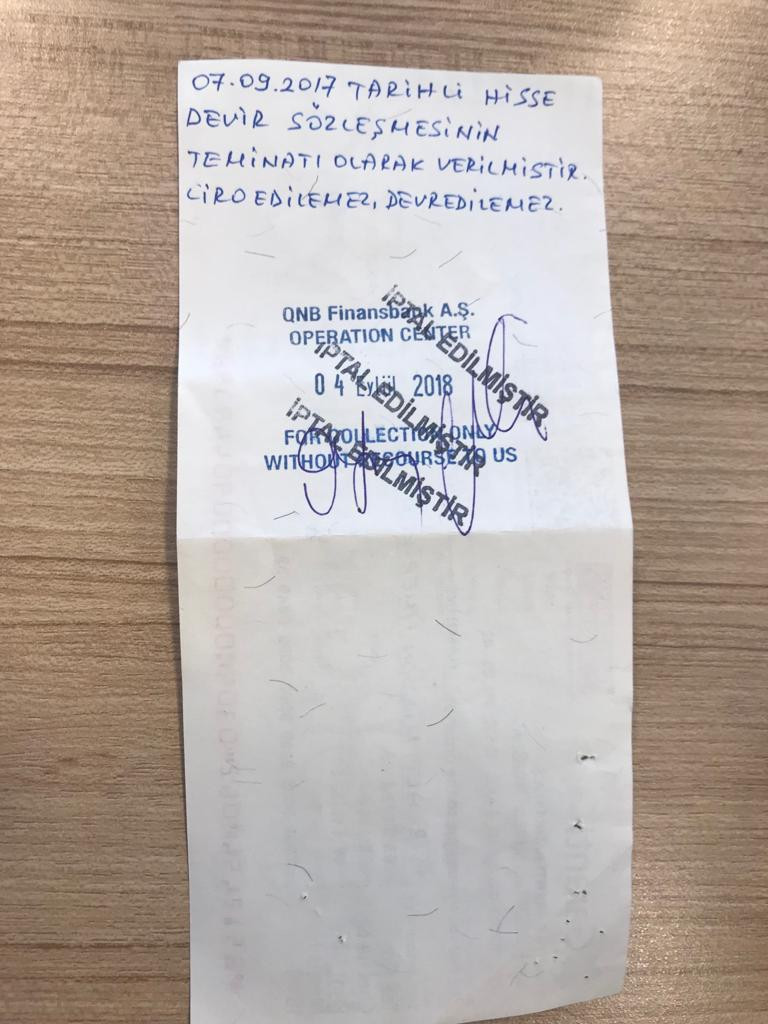 07.09.2017 TARİHLİ HİSSE
DEVİR SÖZLEŞMESİNİN
TEMİNATI OLARAK VERİLMİSTİR.
CİRO EDİLEMEZ, DEVREDİLEMEZ.
QNB Finansbank A.Ş.
OPERATION CENTER
04 Eylül 2018
FOR COLLECTION ONLY
WITHOUT RECOURSE TO US
İPTAL EDİLMİŞTİR
İPTAL EDİLMİŞTİR
İPTAL EDİLMİŞTİR